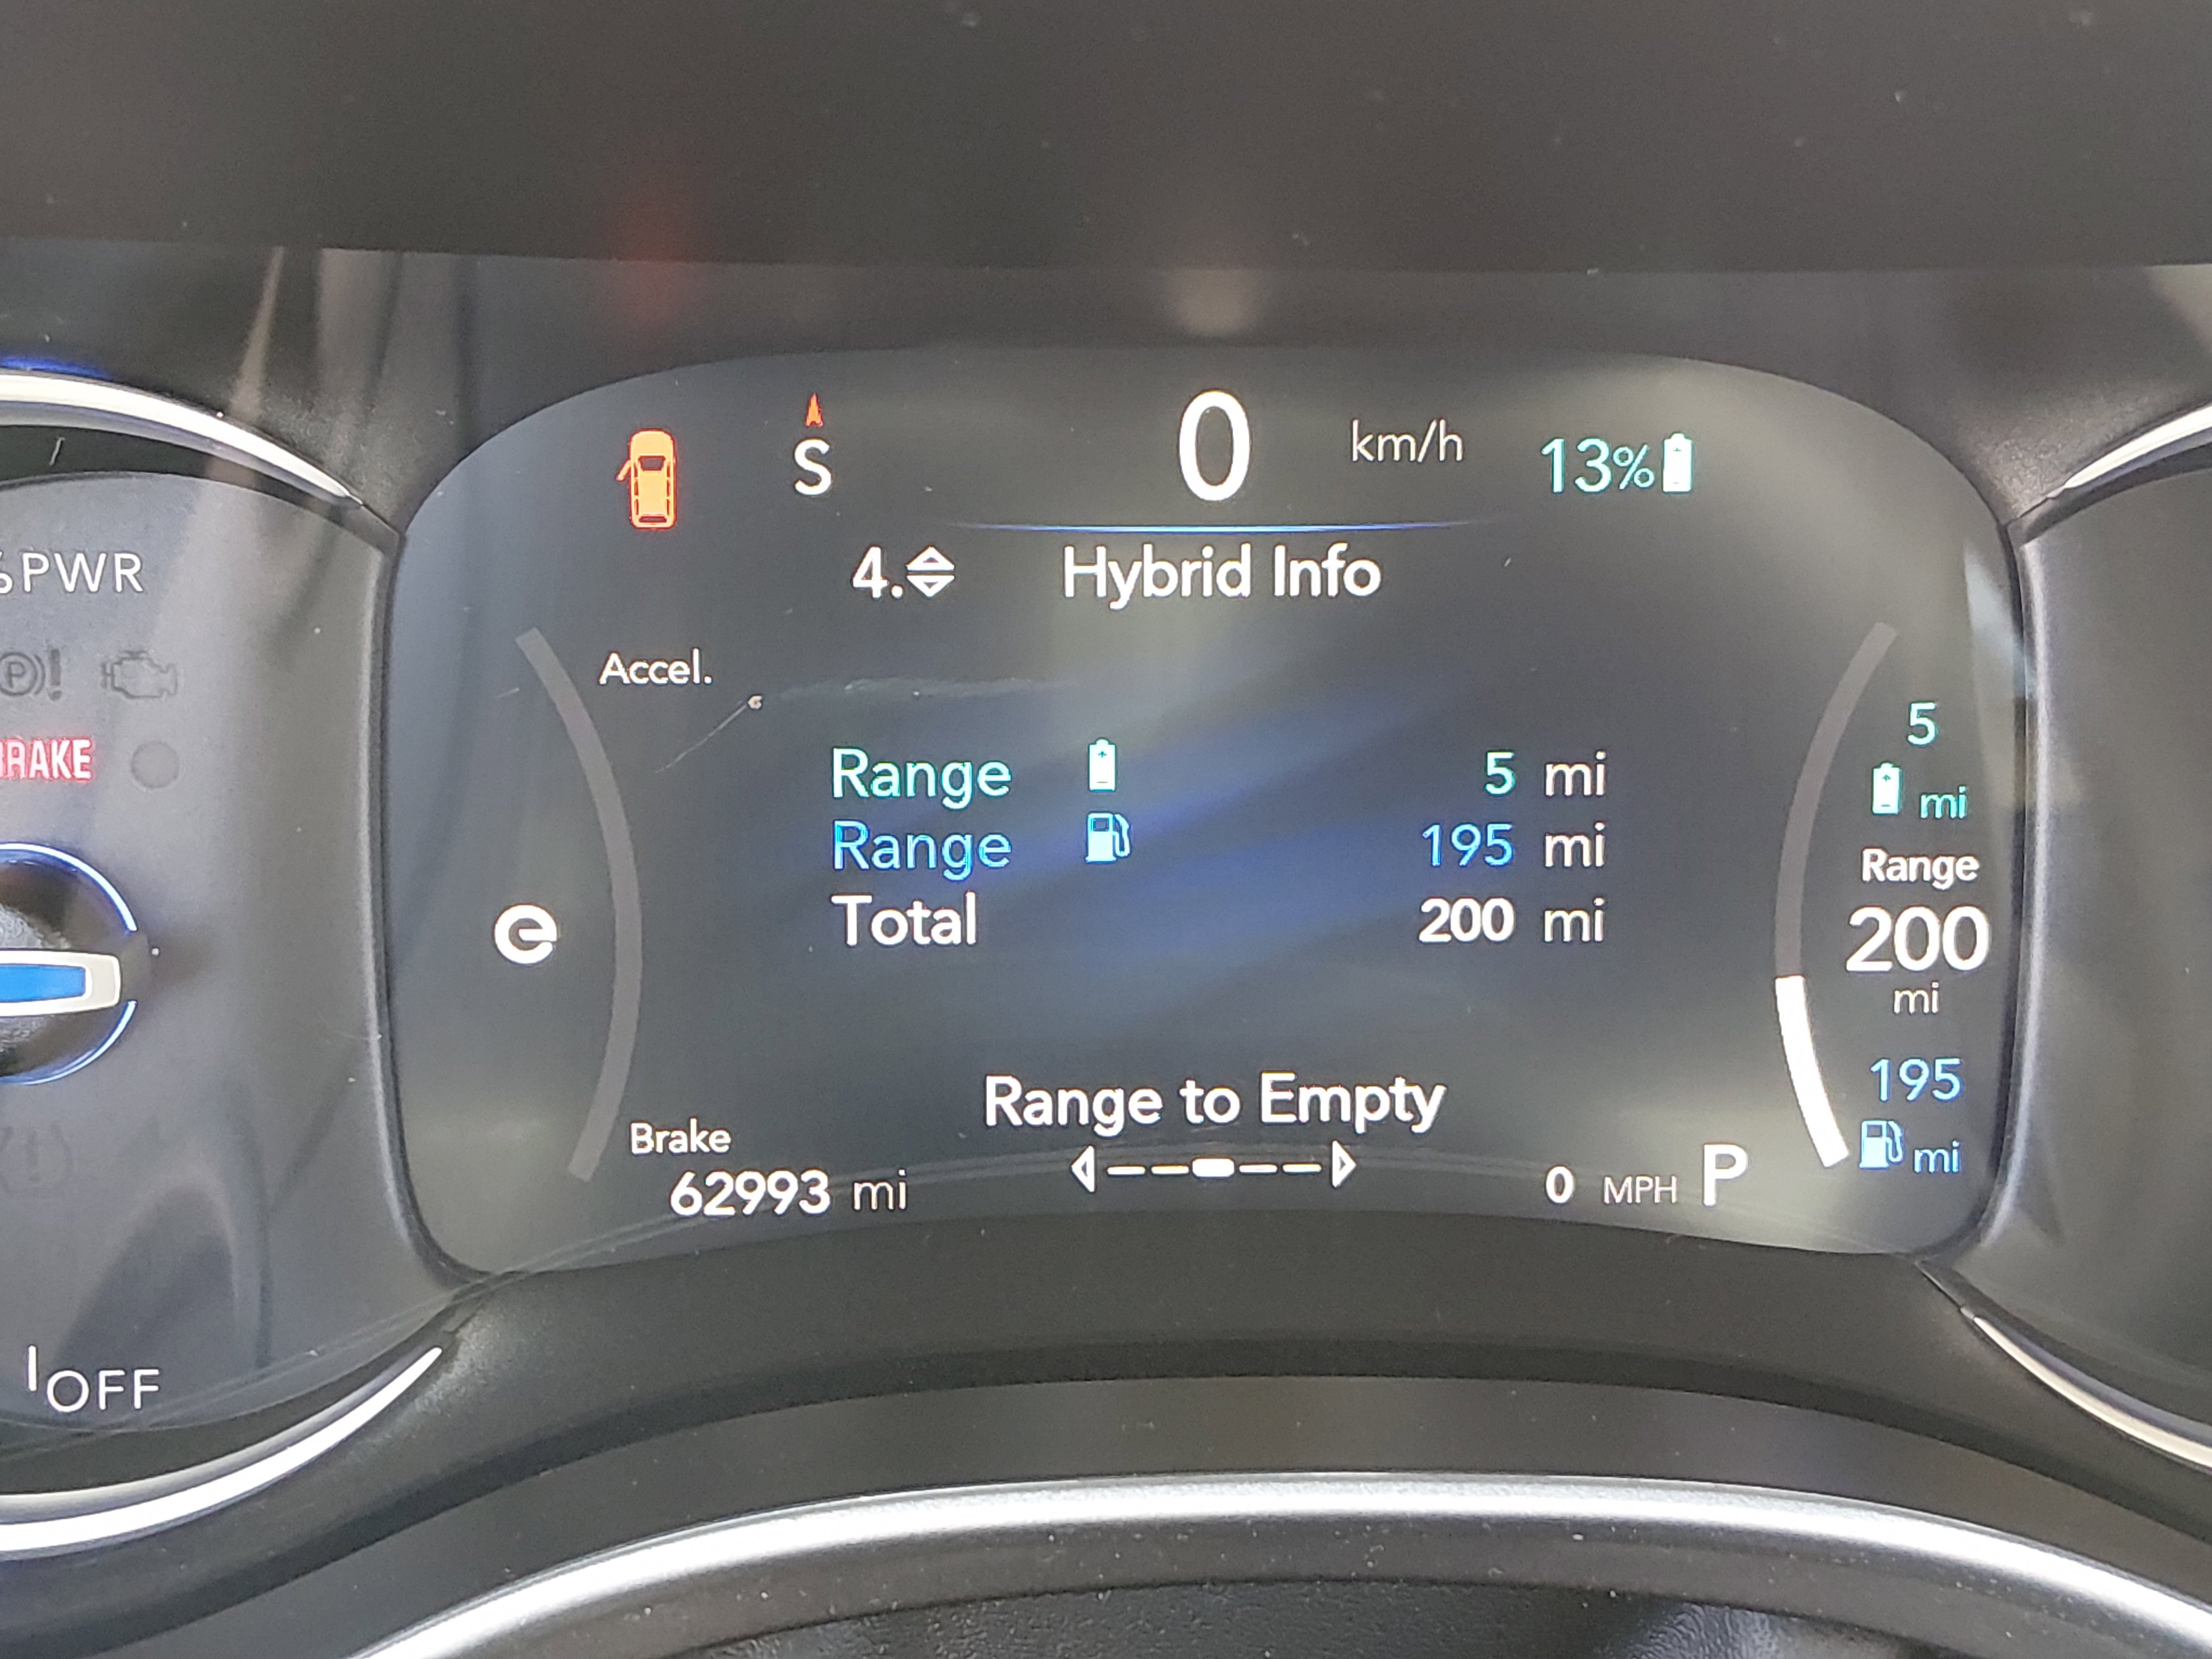 S 0 km/h 13%
4. Hybrid Info
PWR
Accel.
BRAKE
Range 5 mi
Range 195 mi
Total 200 mi
5
mi
Range
200
mi
195
mi
e
Range to Empty
Brake
62993 mi
0 MPH P
OFF